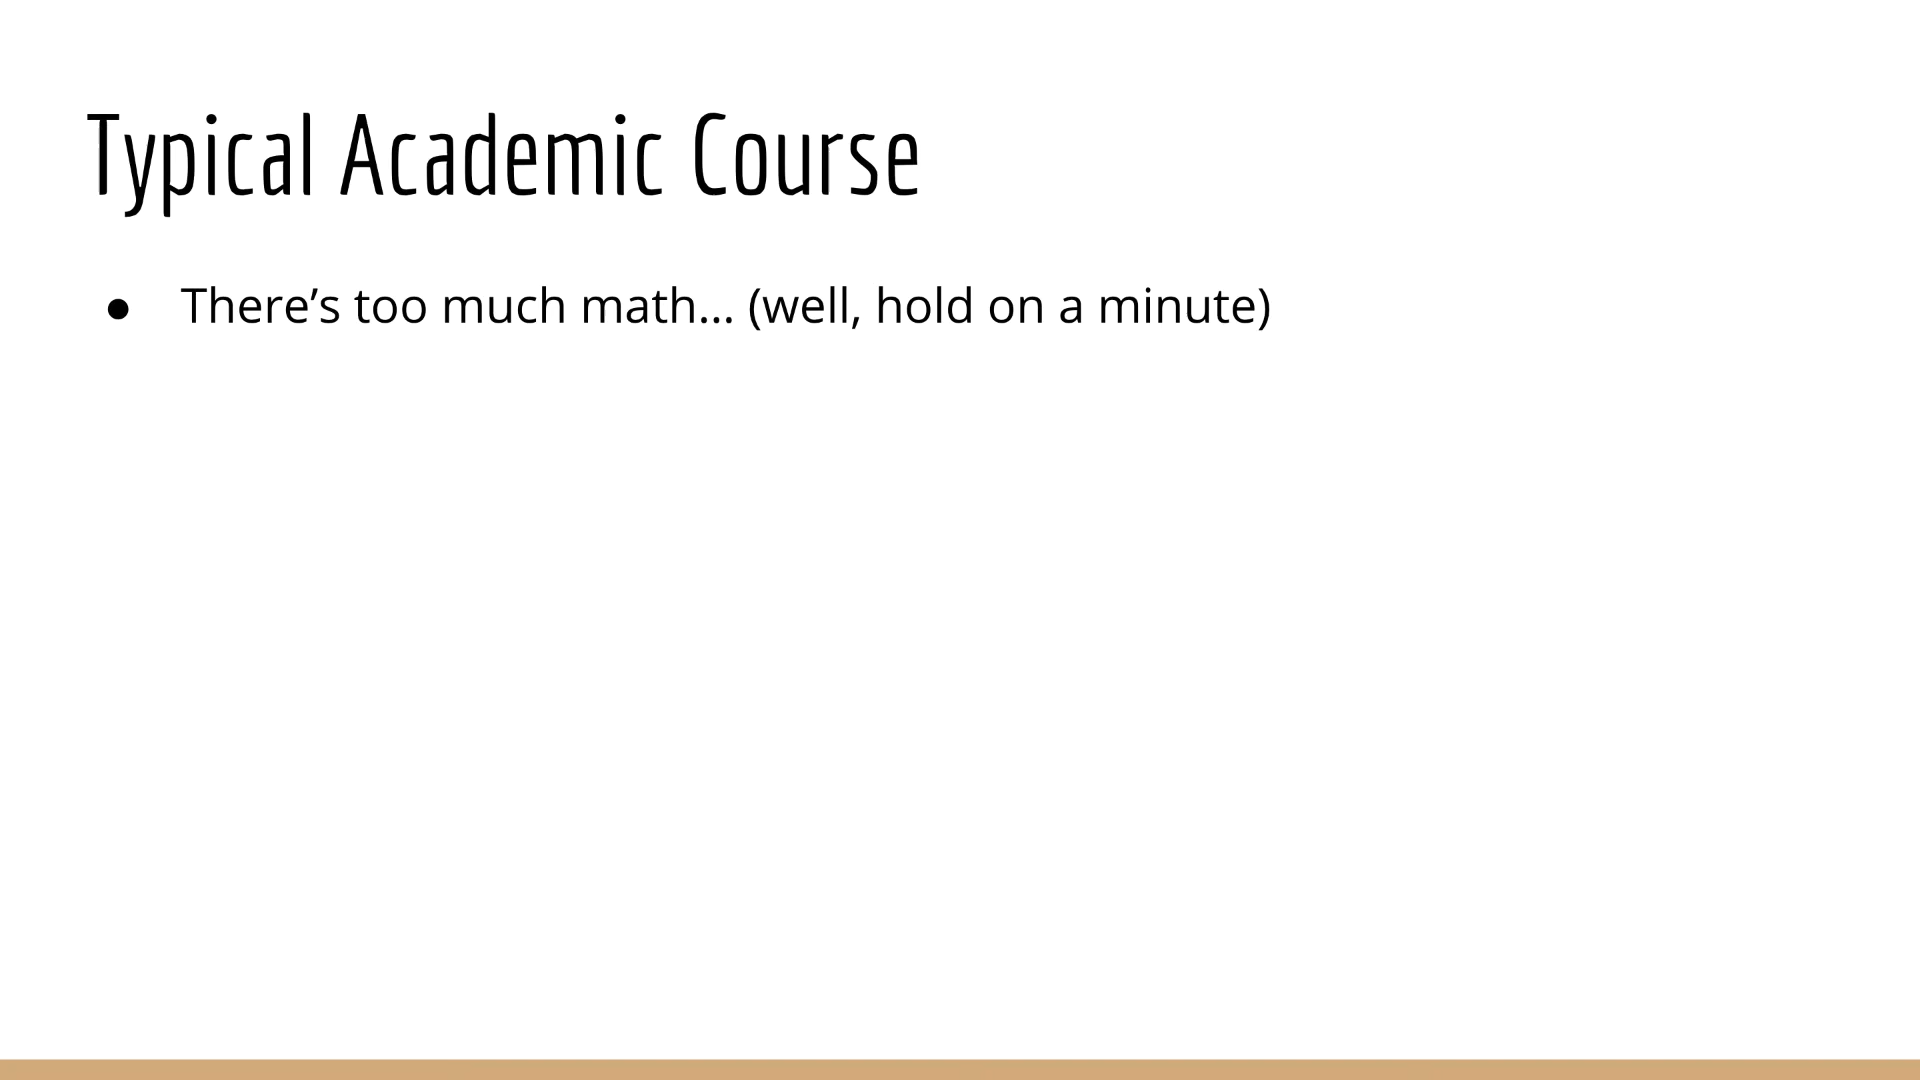 Typical Academic Course
● There’s too much math… (well, hold on a minute)